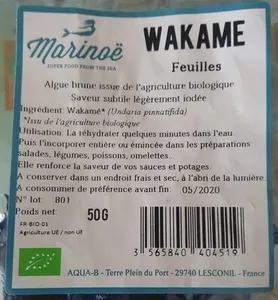 Marinoë
SUPER FOOD FROM THE SEA
WAKAME
Feuilles
Algue brune issue de l'agriculture biologique
Saveur subtile légèrement iodée
Ingrédient: Wakamé* (Undaria pinnatifida)
*Issu de l'agriculture biologique
Utilisation: La réhydrater quelques minutes dans l'eau.
Puis l'incorporer entière ou émincée dans les préparations
salades, légumes, poissons, omelettes..
Elle renforce la saveur de vos sauces et potages.
A conserver dans un endroit frais et sec, à l'abri de la lumière
A consommer de préférence avant fin: 05/2020
N° lot: 801
Poids net: 50G
FR-BIO-01
Agriculture UE / non UE
3 565840 404519
AQUA-B - Terre Plein du Port - 29740 LESCONIL - France